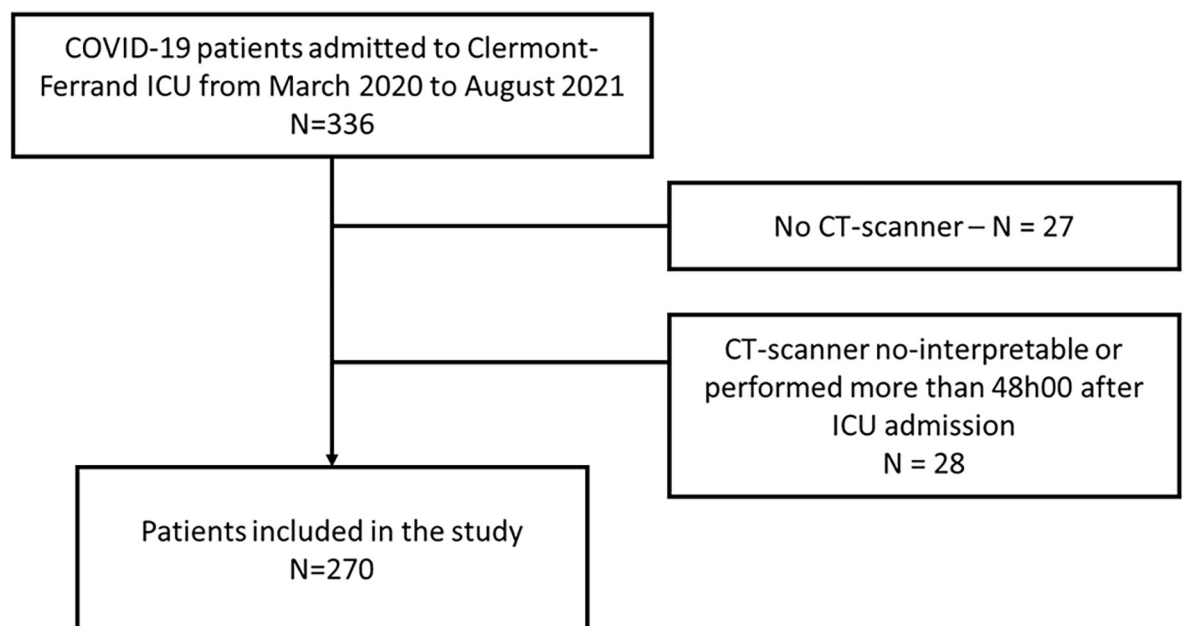 COVID-19 patients admitted to Clermont-
Ferrand ICU from March 2020 to August 2021
N=336
No CT-scanner – N = 27
CT-scanner no-interpretable or
performed more than 48h00 after
ICU admission
N = 28
Patients included in the study
N=270